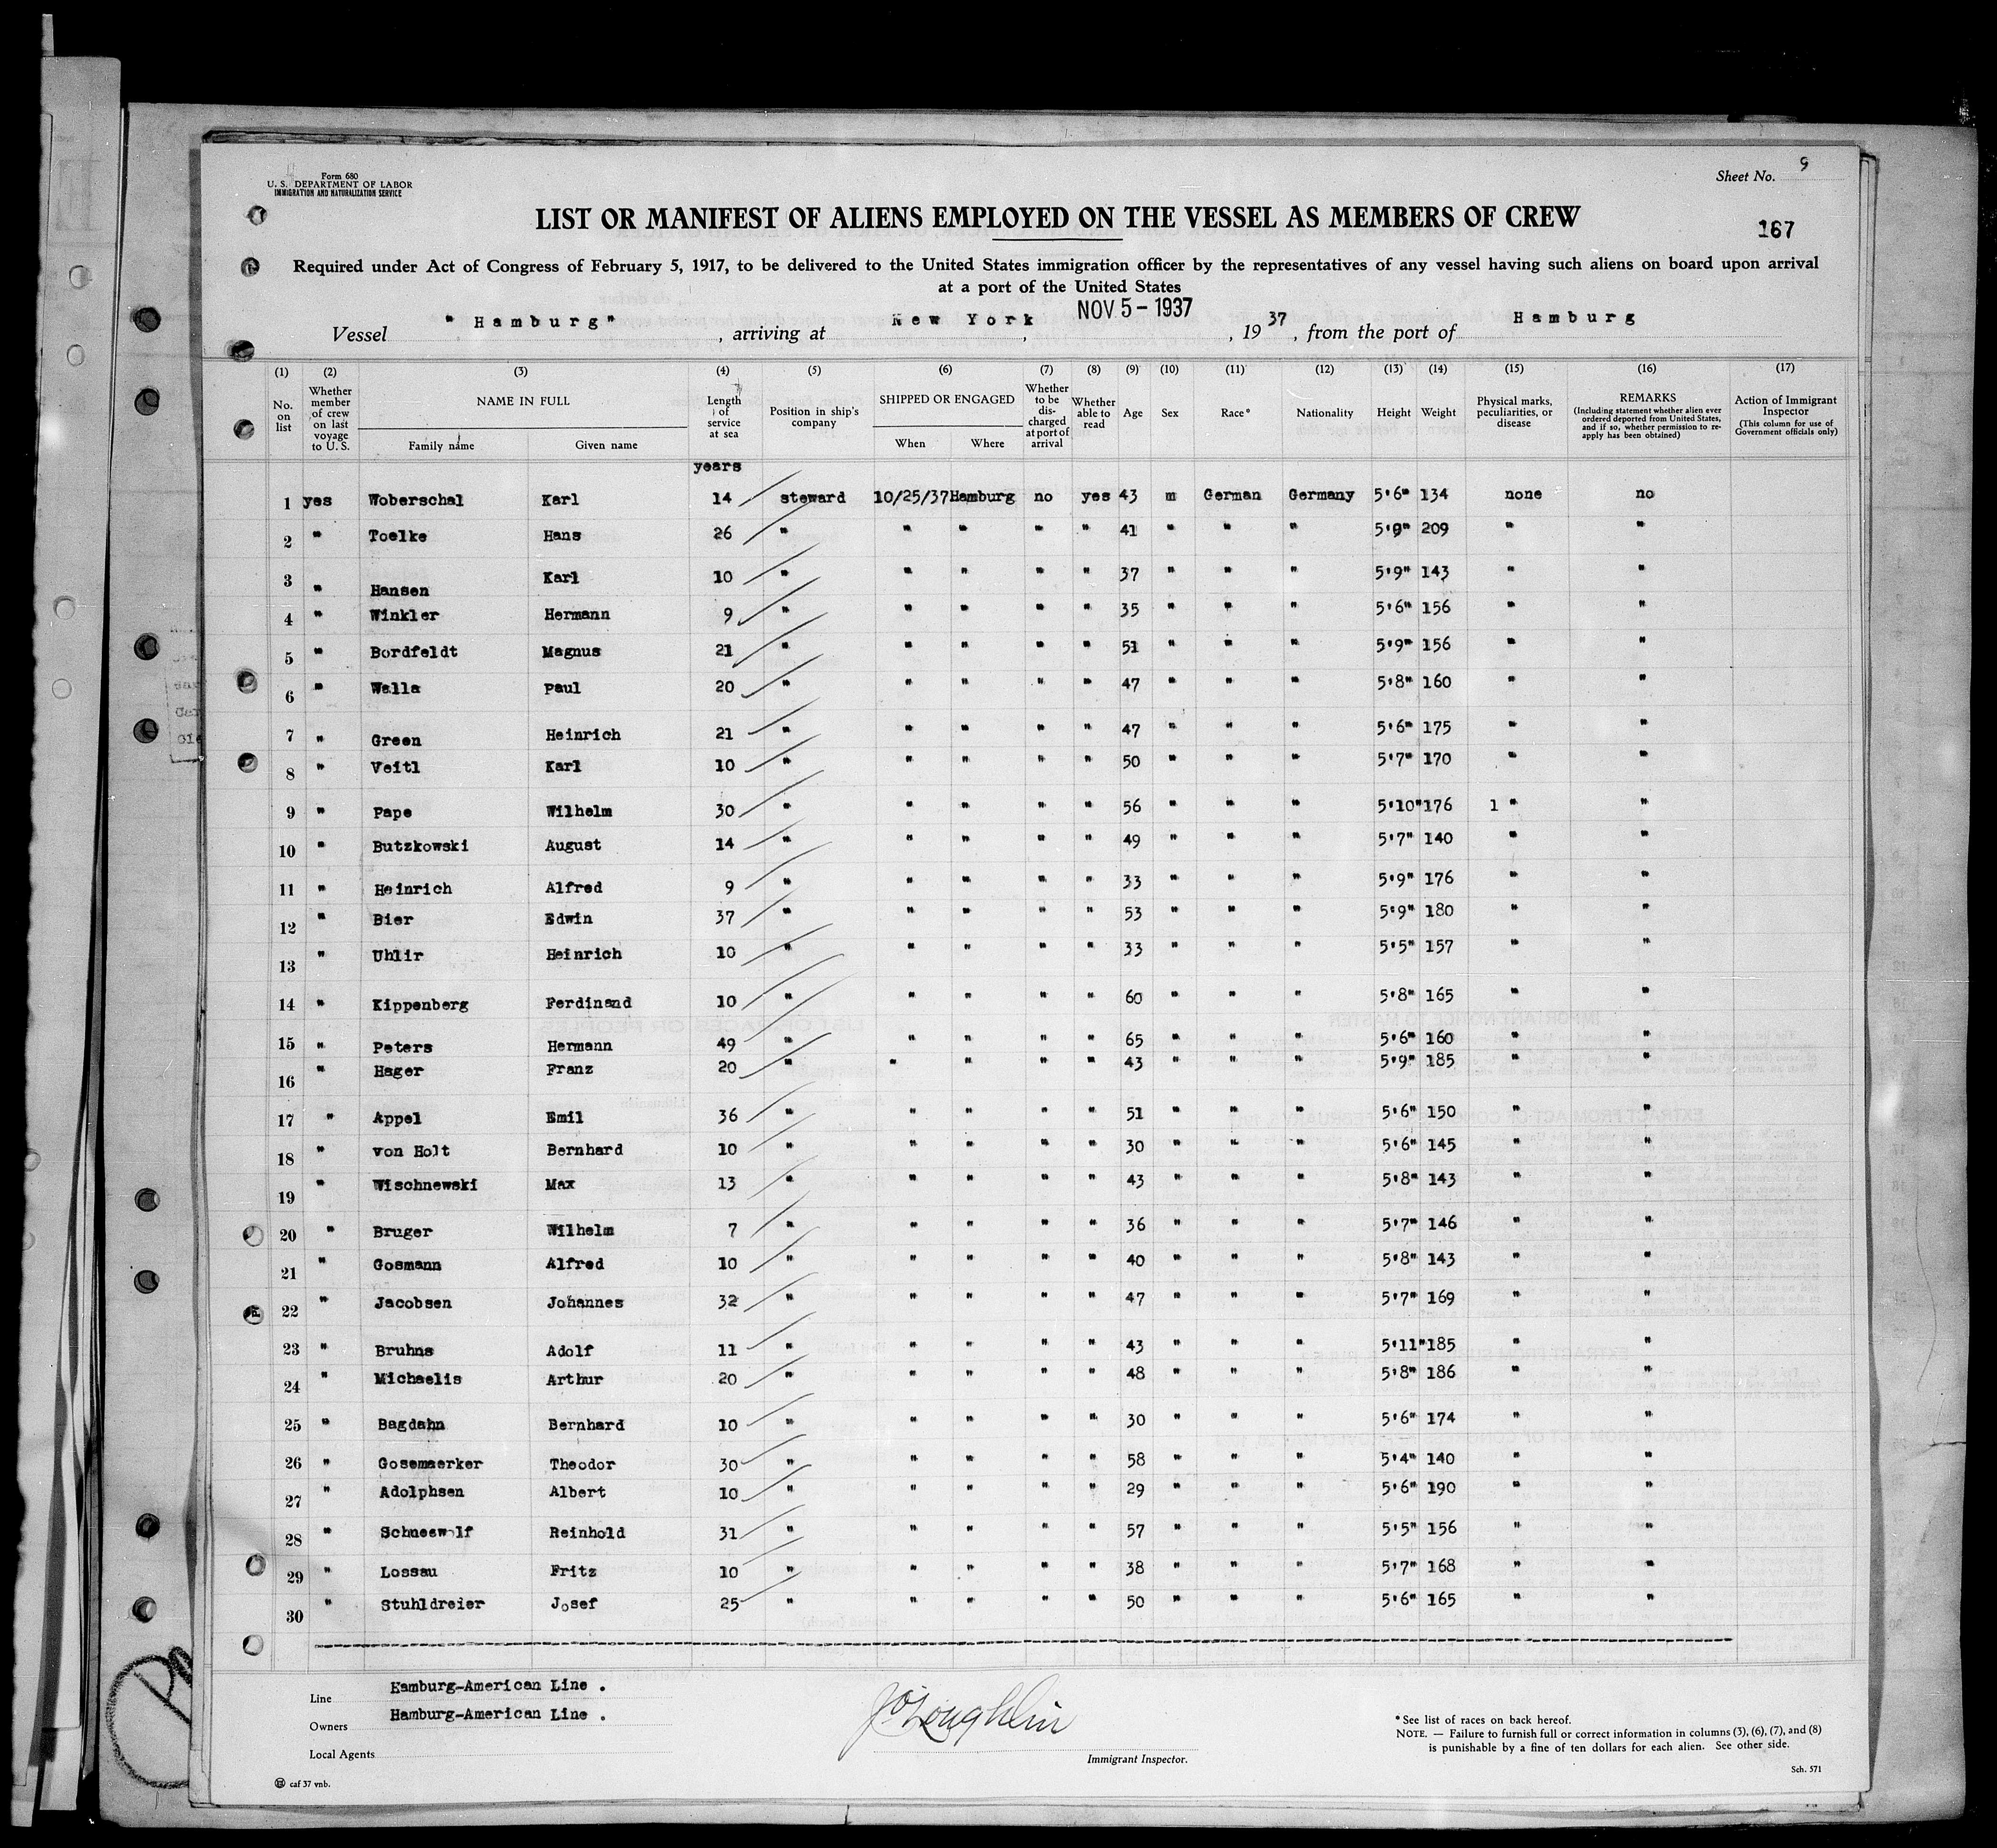 Form 680
U. S. DEPARTMENT OF LABOR
IMMIGRATION AND NATURALIZATION SERVICE
Sheet No. 9
LIST OR MANIFEST OF ALIENS EMPLOYED ON THE VESSEL AS MEMBERS OF CREW
167
Required under Act of Congress of February 5, 1917, to be delivered to the United States immigration officer by the representatives of any vessel having such aliens on board upon arrival
at a port of the United States
Vessel "Hamburg", arriving at New York, NOV 5 - 1937, 1937, from the port of Hamburg
(1) (2) (3) (4) (5) (6) (7) (8) (9) (10) (11) (12) (13) (14) (15) (16) (17)
No. on list
Whether member of crew on last voyage to U. S.
NAME IN FULL
Family name Given name
Length of service at sea
Position in ship's company
SHIPPED OR ENGAGED
When Where
Whether to be discharged at port of arrival
Whether able to read
Age
Sex
Race*
Nationality
Height
Weight
Physical marks, peculiarities, or disease
REMARKS
(Including statement whether alien ever ordered deported from United States, and if so, whether permission to re-apply has been obtained)
Action of Immigrant Inspector
(This column for use of Government officials only)
years
1 yes Woberschal Karl 14 steward 10/25/37 Hamburg no yes 43 m German Germany 5'6" 134 none no
2 " Toelke Hans 26 " " " " " 41 " " " 5'9" 209 " "
3 " Hansen Karl 10 " " " " " 37 " " " 5'9" 143 " "
4 " Winkler Hermann 9 " " " " " 35 " " " 5'6" 156 " "
5 " Bordfeldt Magnus 21 " " " " " 51 " " " 5'9" 156 " "
6 " Walla Paul 20 " " " " " 47 " " " 5'8" 160 " "
7 " Green Heinrich 21 " " " " " 47 " " " 5'6" 175 " "
8 " Veitl Karl 10 " " " " " 50 " " " 5'7" 170 " "
9 " Pape Wilhelm 30 " " " " " 56 " " " 5'10" 176 1 " "
10 " Butzkowski August 14 " " " " " 49 " " " 5'7" 140 " "
11 " Heinrich Alfred 9 " " " " " 33 " " " 5'9" 176 " "
12 " Bier Edwin 37 " " " " " 53 " " " 5'9" 180 " "
13 " Uhlir Heinrich 10 " " " " " 33 " " " 5'5" 157 " "
14 " Kippenberg Ferdinand 10 " " " " " 60 " " " 5'8" 165 " "
15 " Peters Hermann 49 " " " " " 65 " " " 5'6" 160 " "
16 " Hager Franz 20 " " " " " 43 " " " 5'9" 185 " "
17 " Appel Emil 36 " " " " " 51 " " " 5'6" 150 " "
18 " von Holt Bernhard 10 " " " " " 30 " " " 5'6" 145 " "
19 " Wischnewski Max 13 " " " " " 43 " " " 5'8" 143 " "
20 " Bruger Wilhelm 7 " " " " " 36 " " " 5'7" 146 " "
21 " Gosmann Alfred 10 " " " " " 40 " " " 5'8" 143 " "
22 " Jacobsen Johannes 32 " " " " " 47 " " " 5'7" 169 " "
23 " Bruhns Adolf 11 " " " " " 43 " " " 5'11" 185 " "
24 " Michaelis Arthur 20 " " " " " 48 " " " 5'8" 186 " "
25 " Bagdahn Bernhard 10 " " " " " 30 " " " 5'6" 174 " "
26 " Gosemaerker Theodor 30 " " " " " 58 " " " 5'4" 140 " "
27 " Adolphsen Albert 10 " " " " " 29 " " " 5'6" 190 " "
28 " Schneewolf Reinhold 31 " " " " " 57 " " " 5'5" 156 " "
29 " Lossau Fritz 10 " " " " " 38 " " " 5'7" 168 " "
30 " Stuhldreier Josef 25 " " " " " 50 " " " 5'6" 165 " "
Line Hamburg-American Line .
Owners Hamburg-American Line .
Local Agents
J O'Loughlin
Immigrant Inspector.
*See list of races on back hereof.
NOTE. — Failure to furnish full or correct information in columns (3), (6), (7), and (8)
is punishable by a fine of ten dollars for each alien. See other side.
Sch. 571
caf 37 vnb.